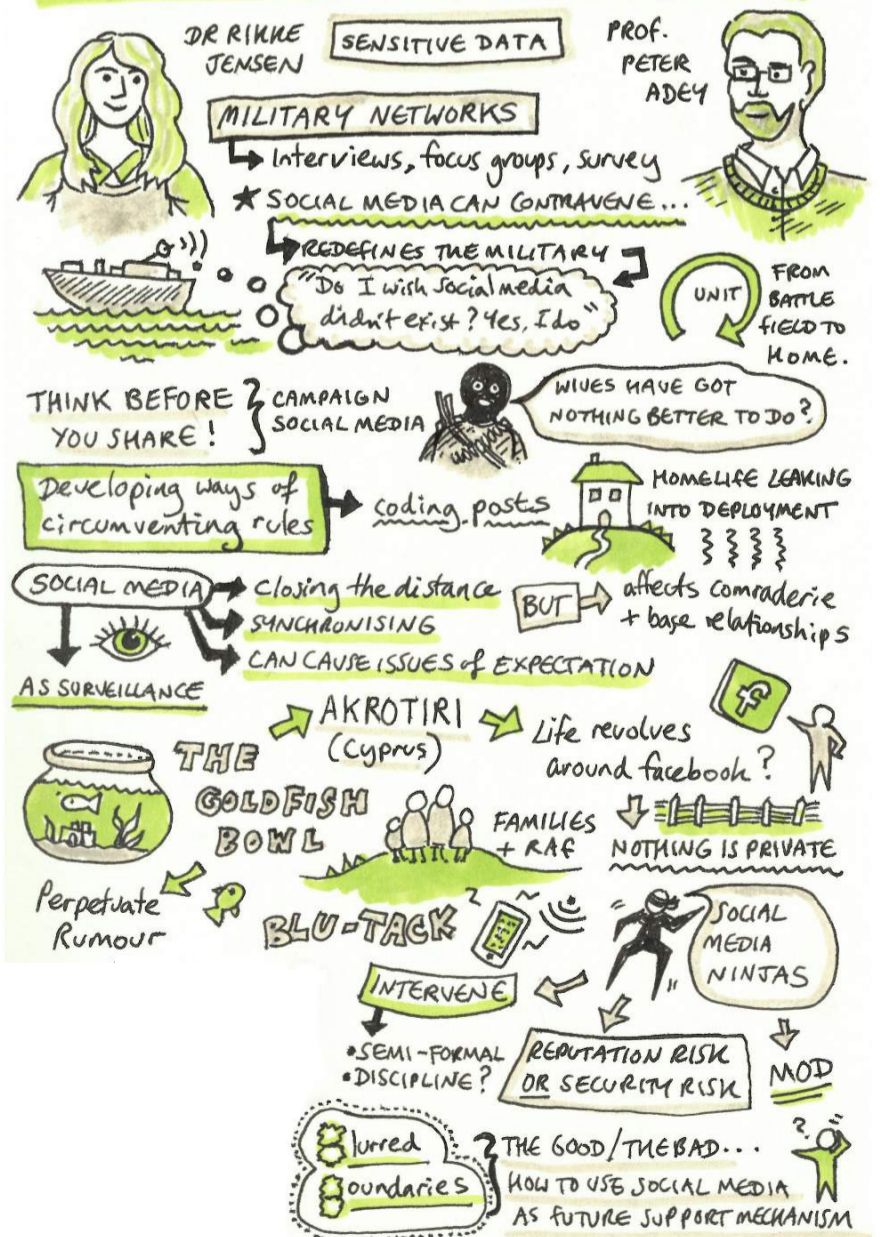 DR RIKKE
JENSEN
SENSITIVE DATA
PROF.
PETER
ADEY
MILITARY NETWORKS
Interviews, focus groups, survey
★ SOCIAL MEDIA CAN CONTRAVENE...
REDEFINES THE MILITARY
"Do I wish social media
didn't exist? Yes, I do"
UNIT
FROM
BATTLE
FIELD TO
HOME.
THINK BEFORE
YOU SHARE!
CAMPAIGN
SOCIAL MEDIA
WIVES HAVE GOT
NOTHING BETTER TO DO?
Developing ways of
circumventing rules
coding posts
HOMELIFE LEAKING
INTO DEPLOYMENT
SOCIAL MEDIA
closing the distance
SYNCHRONISING
CAN CAUSE ISSUES of EXPECTATION
BUT
affects comraderie
+ base relationships
AS SURVEILLANCE
AKROTIRI
(Cyprus)
f
Life revolves
around facebook?
THE
GOLDFISH
BOWL
FAMILIES
+ RAF
NOTHING IS PRIVATE
Perpetuate
Rumour
BLU-TACK
SOCIAL
MEDIA
NINJAS
INTERVENE
•SEMI-FORMAL
•DISCIPLINE?
REPUTATION RISK
OR SECURITY RISK
MOD
Blurred
Boundaries
THE GOOD/THE BAD...
HOW TO USE SOCIAL MEDIA
AS FUTURE SUPPORT MECHANISM
?